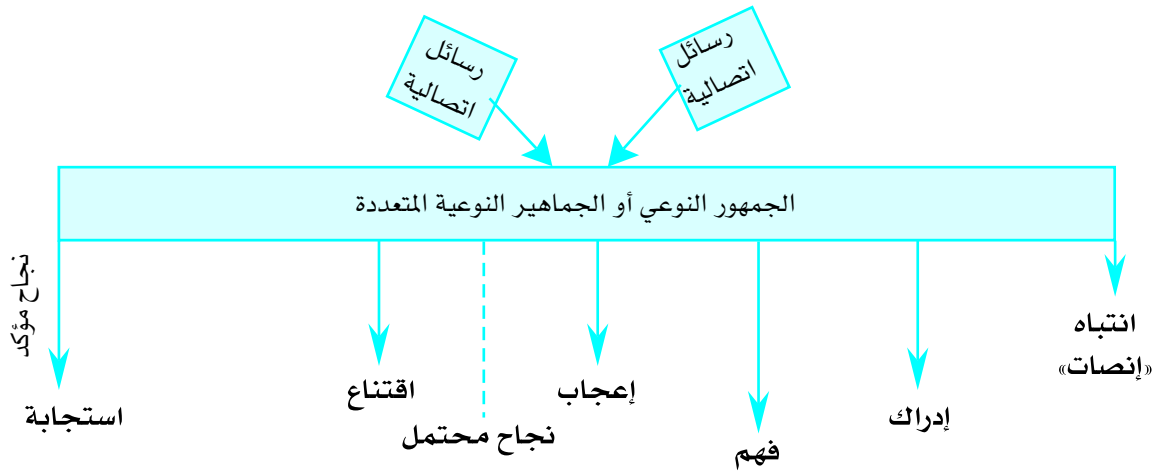 رسائل
اتصالية
رسائل
اتصالية
الجمهور النوعي أو الجماهير النوعية المتعددة
انتباه
«إنصات»
إدراك
فهم
إعجاب
نجاح محتمل
اقتناع
استجابة
نجاح مؤكد